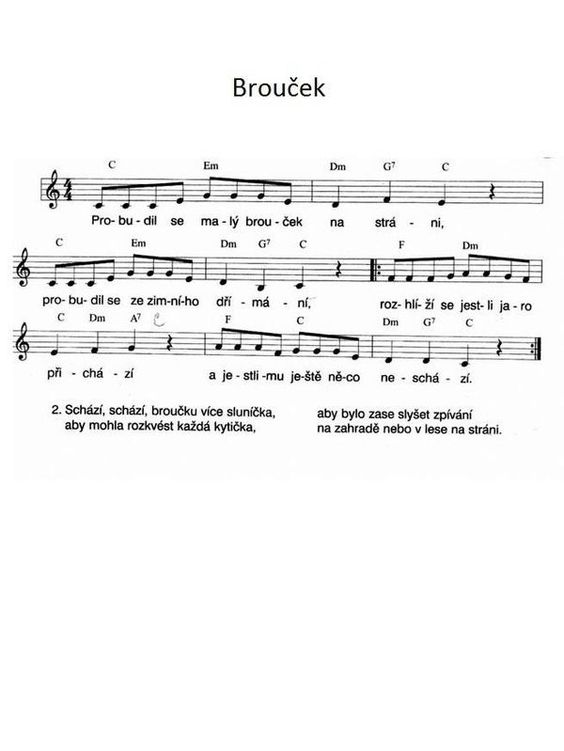 Brouček
C Em Dm G7 C
4 4
Pro-bu-dil se ma-lý brou-ček na strá-ni,
C Em Dm G7 C F Dm
pro-bu-dil se ze zim-ní-ho dří-má-ní, roz-hlí-ží se jest-li ja-ro
C Dm A7 C F C Dm G7 C
při-chá-zí a je-stli-mu je-ště ně-co ne-schá-zí.
2. Schází, schází, broučku více sluníčka, aby bylo zase slyšet zpívání
aby mohla rozkvést každá kytička, na zahradě nebo v lese na stráni.